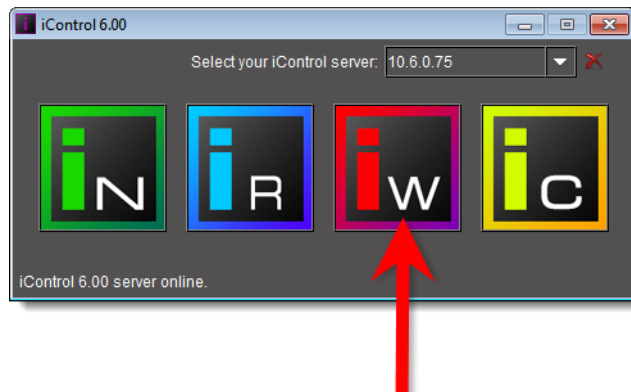 iControl 6.00
Select your iControl server: 10.6.0.75
iN iR iW iC
iControl 6.00 server online.